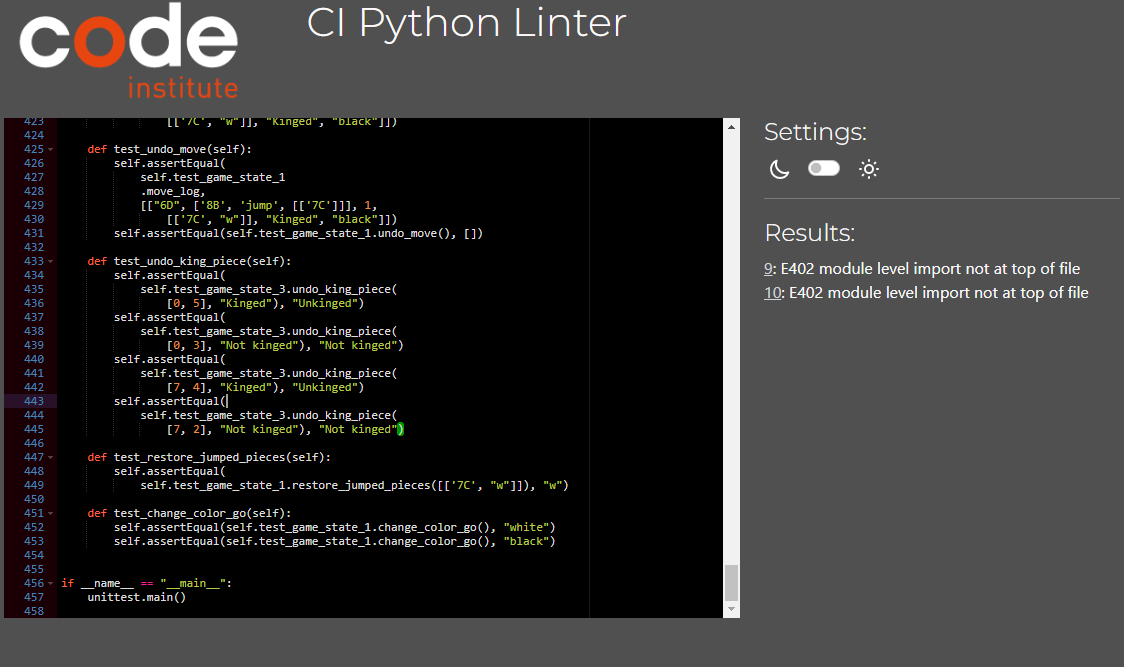 code
institute
CI Python Linter
423 [['7C', "w"]], "Kinged", "black"]])
424
425 def test_undo_move(self):
426 self.assertEqual(
427 self.test_game_state_1
428 .move_log,
429 [["6D", ['8B', 'jump', [['7C']]], 1,
430 [['7C', "w"]], "Kinged", "black"]])
431 self.assertEqual(self.test_game_state_1.undo_move(), [])
432
433 def test_undo_king_piece(self):
434 self.assertEqual(
435 self.test_game_state_3.undo_king_piece(
436 [0, 5], "Kinged"), "Unkinged")
437 self.assertEqual(
438 self.test_game_state_3.undo_king_piece(
439 [0, 3], "Not kinged"), "Not kinged")
440 self.assertEqual(
441 self.test_game_state_3.undo_king_piece(
442 [7, 4], "Kinged"), "Unkinged")
443 self.assertEqual(
444 self.test_game_state_3.undo_king_piece(
445 [7, 2], "Not kinged"), "Not kinged")
446
447 def test_restore_jumped_pieces(self):
448 self.assertEqual(
449 self.test_game_state_1.restore_jumped_pieces([['7C', "w"]]), "w")
450
451 def test_change_color_go(self):
452 self.assertEqual(self.test_game_state_1.change_color_go(), "white")
453 self.assertEqual(self.test_game_state_1.change_color_go(), "black")
454
455
456 if __name__ == "__main__":
457 unittest.main()
458
Settings:
Results:
9: E402 module level import not at top of file
10: E402 module level import not at top of file